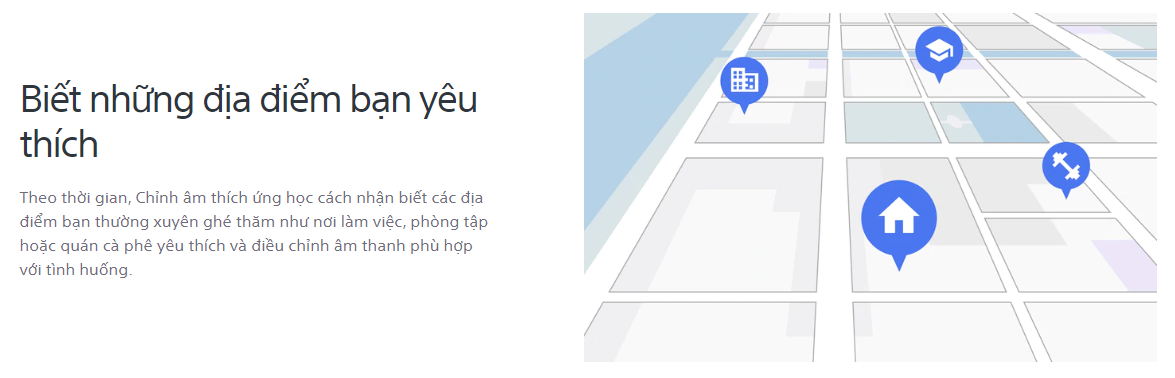 Biết những địa điểm bạn yêu
thích
Theo thời gian, Chỉnh âm thích ứng học cách nhận biết các địa
điểm bạn thường xuyên ghé thăm như nơi làm việc, phòng tập
hoặc quán cà phê yêu thích và điều chỉnh âm thanh phù hợp
với tình huống.